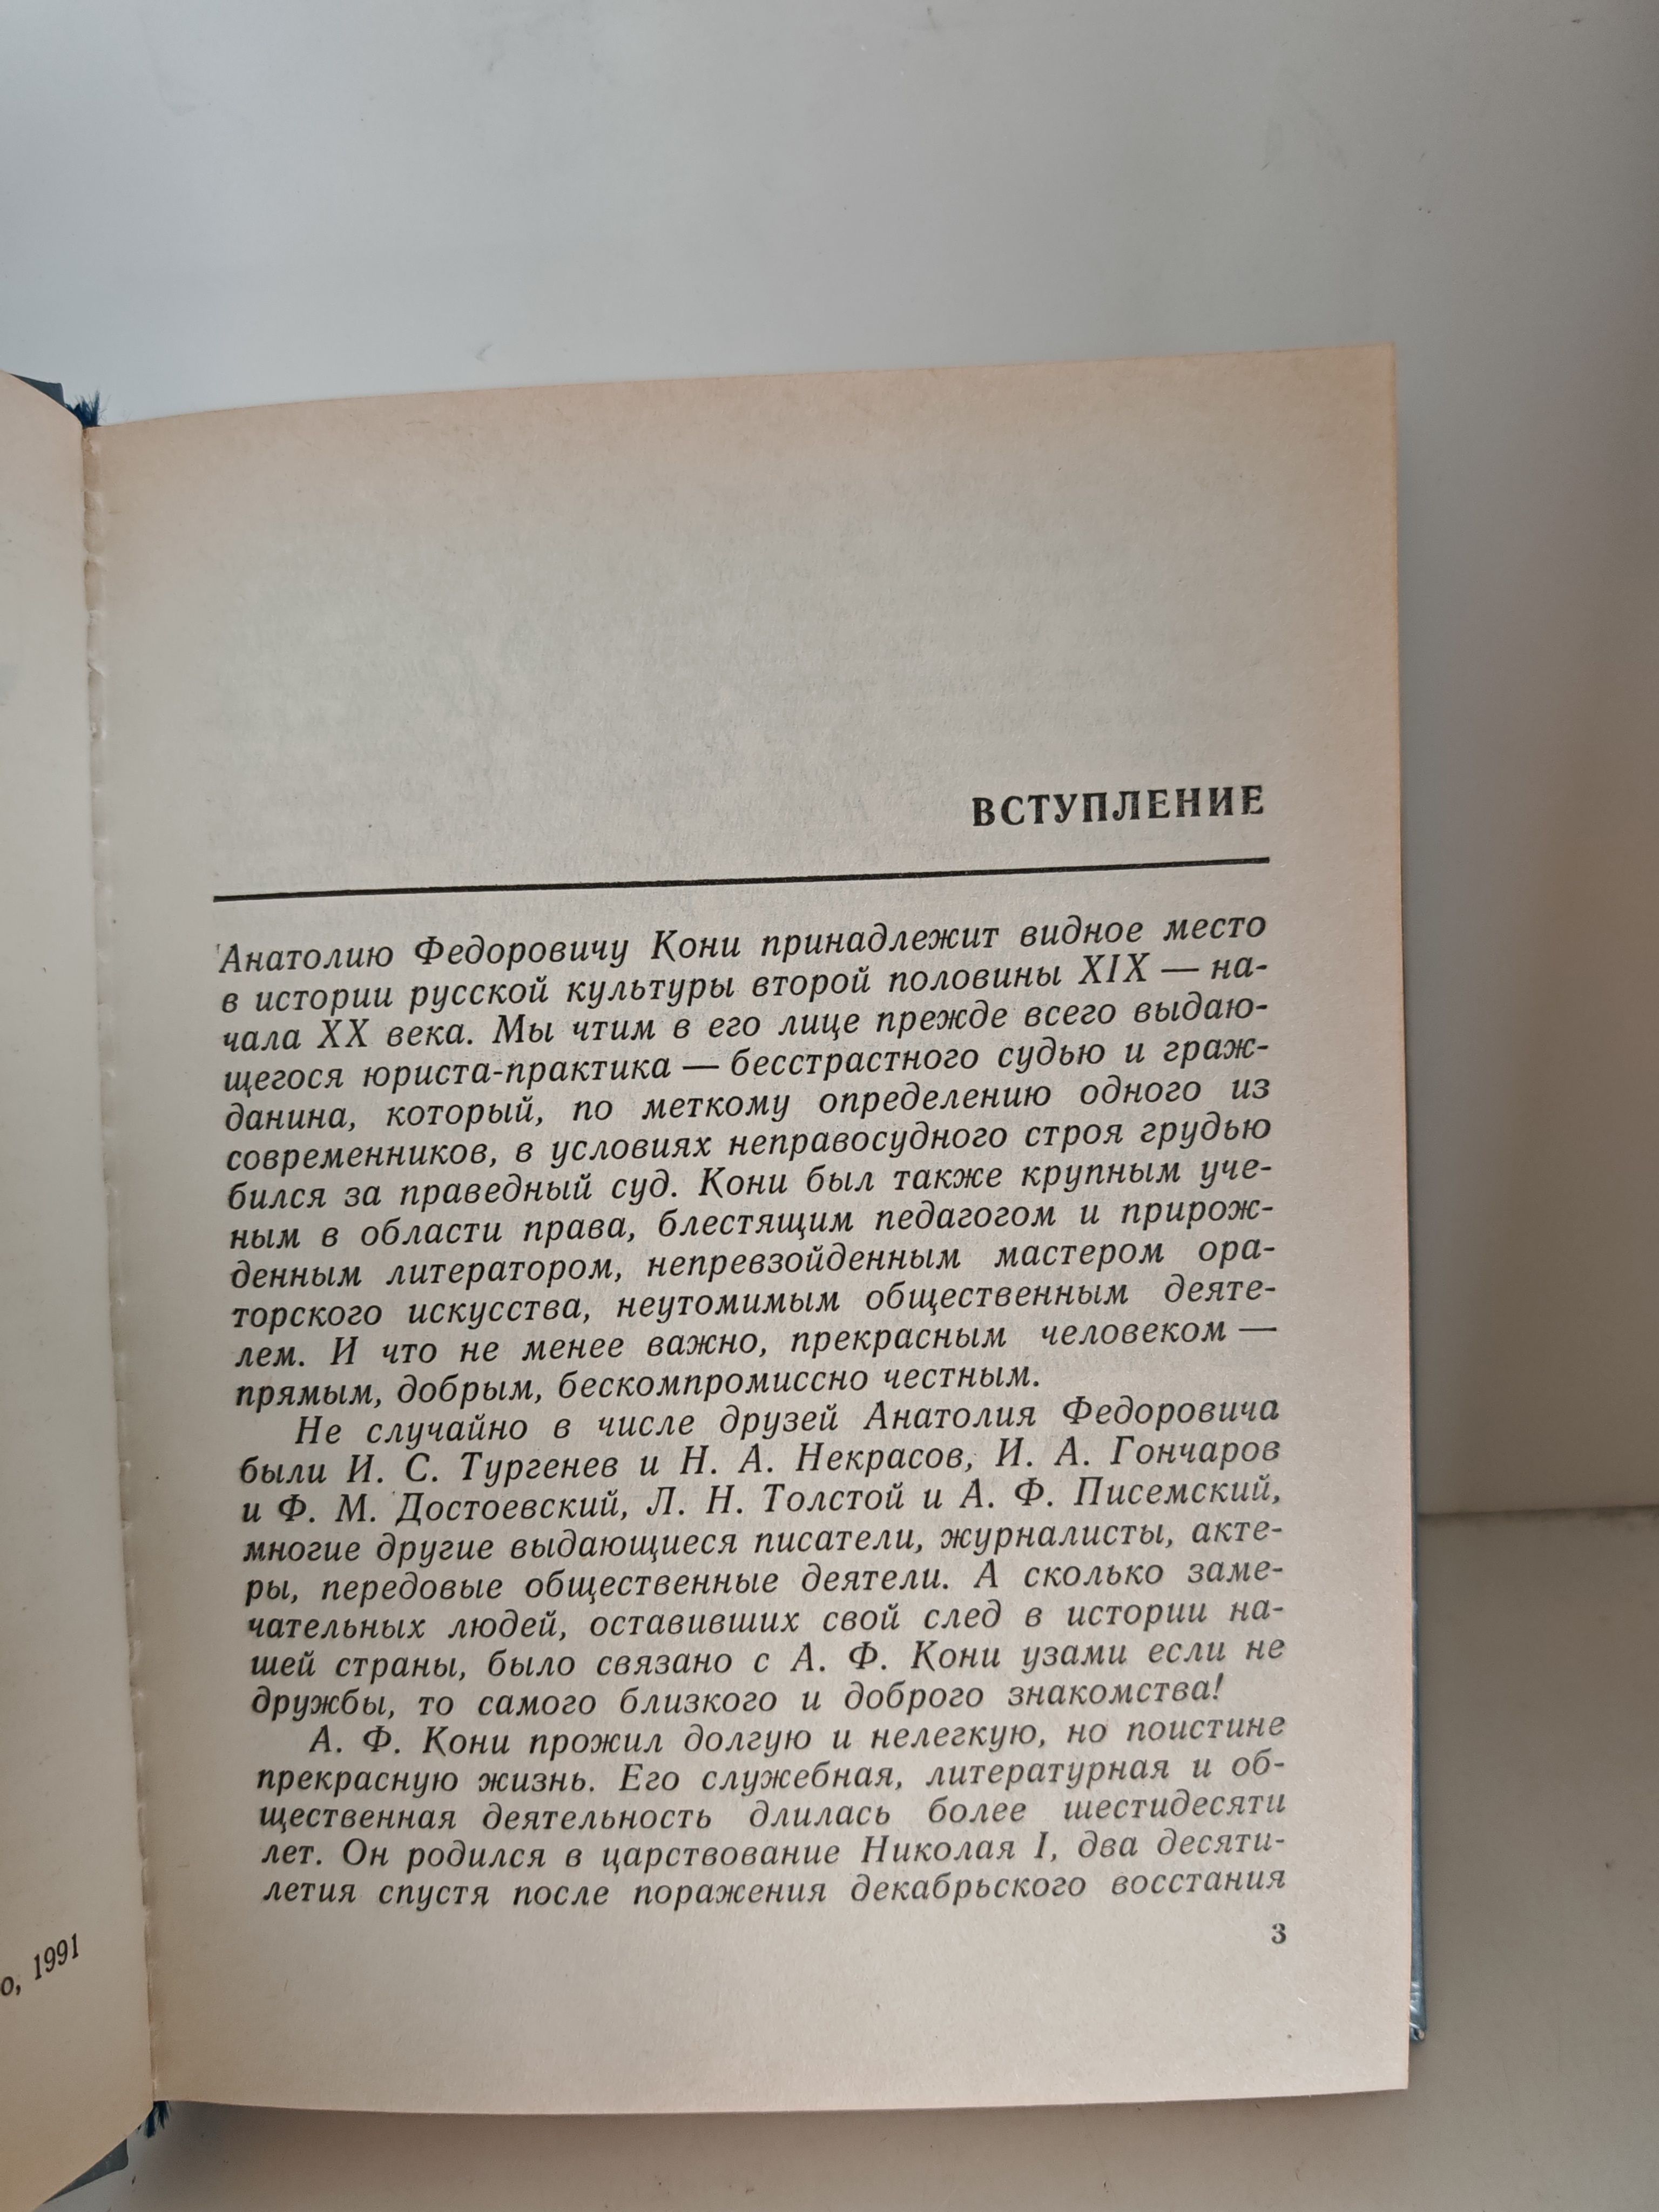 о, 1991
ВСТУПЛЕНИЕ
Анатолию Федоровичу Кони принадлежит видное место
в истории русской культуры второй половины XIX — на-
чала XX века. Мы чтим в его лице прежде всего выдаю-
щегося юриста-практика — бесстрастного судью и граж-
данина, который, по меткому определению одного из
современников, в условиях неправосудного строя грудью
бился за праведный суд. Кони был также крупным уче-
ным в области права, блестящим педагогом и прирож-
денным литератором, непревзойденным мастером ора-
торского искусства, неутомимым общественным деяте-
лем. И что не менее важно, прекрасным человеком —
прямым, добрым, бескомпромиссно честным.
Не случайно в числе друзей Анатолия Федоровича
были И. С. Тургенев и Н. А. Некрасов, И. А. Гончаров
и Ф. М. Достоевский, Л. Н. Толстой и А. Ф. Писемский,
многие другие выдающиеся писатели, журналисты, акте-
ры, передовые общественные деятели. А сколько заме-
чательных людей, оставивших свой след в истории на-
шей страны, было связано с А. Ф. Кони узами если не
дружбы, то самого близкого и доброго знакомства!
А. Ф. Кони прожил долгую и нелегкую, но поистине
прекрасную жизнь. Его служебная, литературная и об-
щественная деятельность длилась более шестидесяти
лет. Он родился в царствование Николая I, два десяти-
летия спустя после поражения декабрьского восстания
3